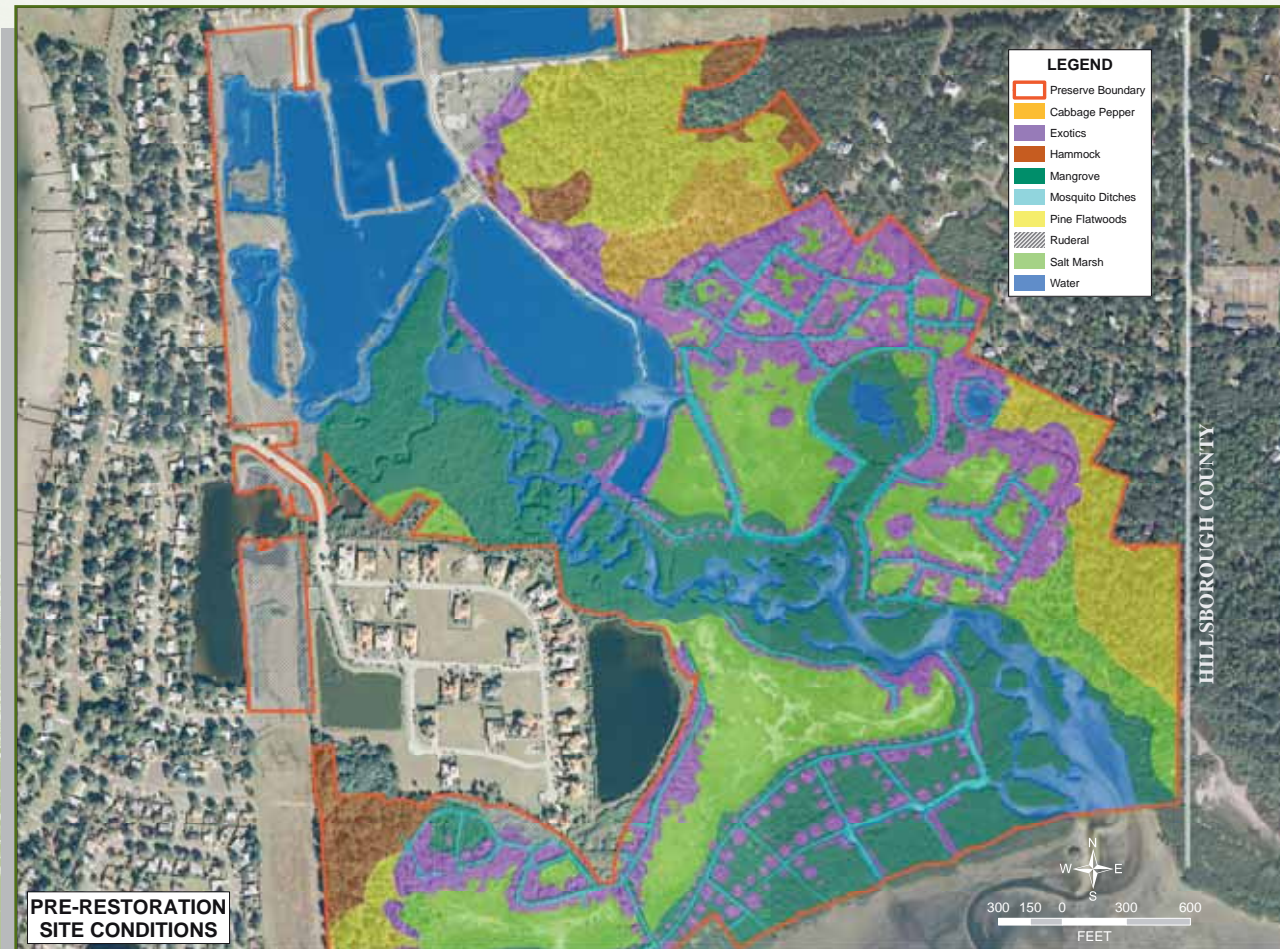 LEGEND
Preserve Boundary
Cabbage Pepper
Exotics
Hammock
Mangrove
Mosquito Ditches
Pine Flatwoods
Ruderal
Salt Marsh
Water
HILLSBOROUGH COUNTY
PRE-RESTORATION
SITE CONDITIONS
N
W E
S
300 150 0 300 600
FEET